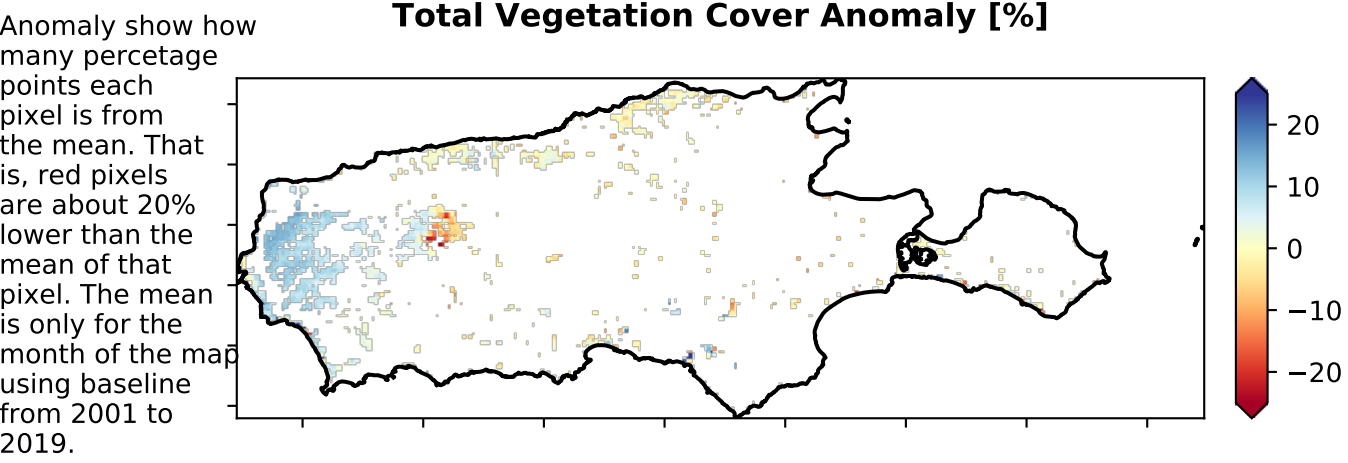 Total Vegetation Cover Anomaly [%]
Anomaly show how
many percetage
points each
pixel is from
the mean. That
is, red pixels
are about 20%
lower than the
mean of that
pixel. The mean
is only for the
month of the map
using baseline
from 2001 to
2019.
20
10
0
−10
−20